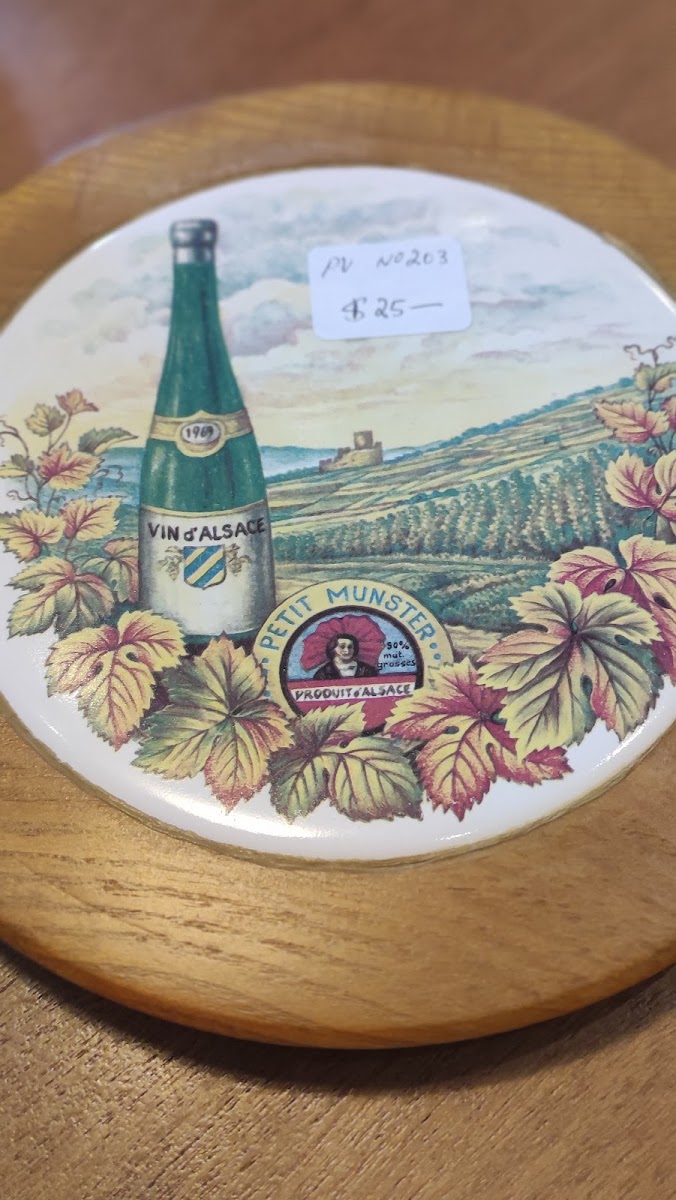 PV Nº203
$25—
1969
VIN d'ALSACE
PETIT MUNSTER
50%
mat.
grasses
PRODUIT d'ALSACE